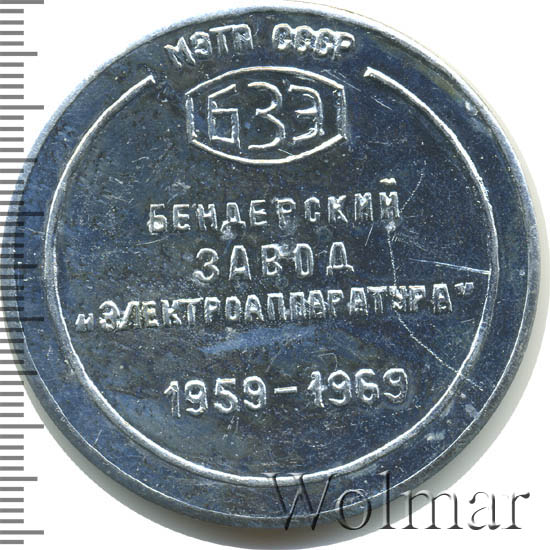 МЭТП СССР
БЗЭ
БЕНДЕРСКИЙ
ЗАВОД
„ЭЛЕКТРОАППАРАТУРА"
1959-1969
Wolmar